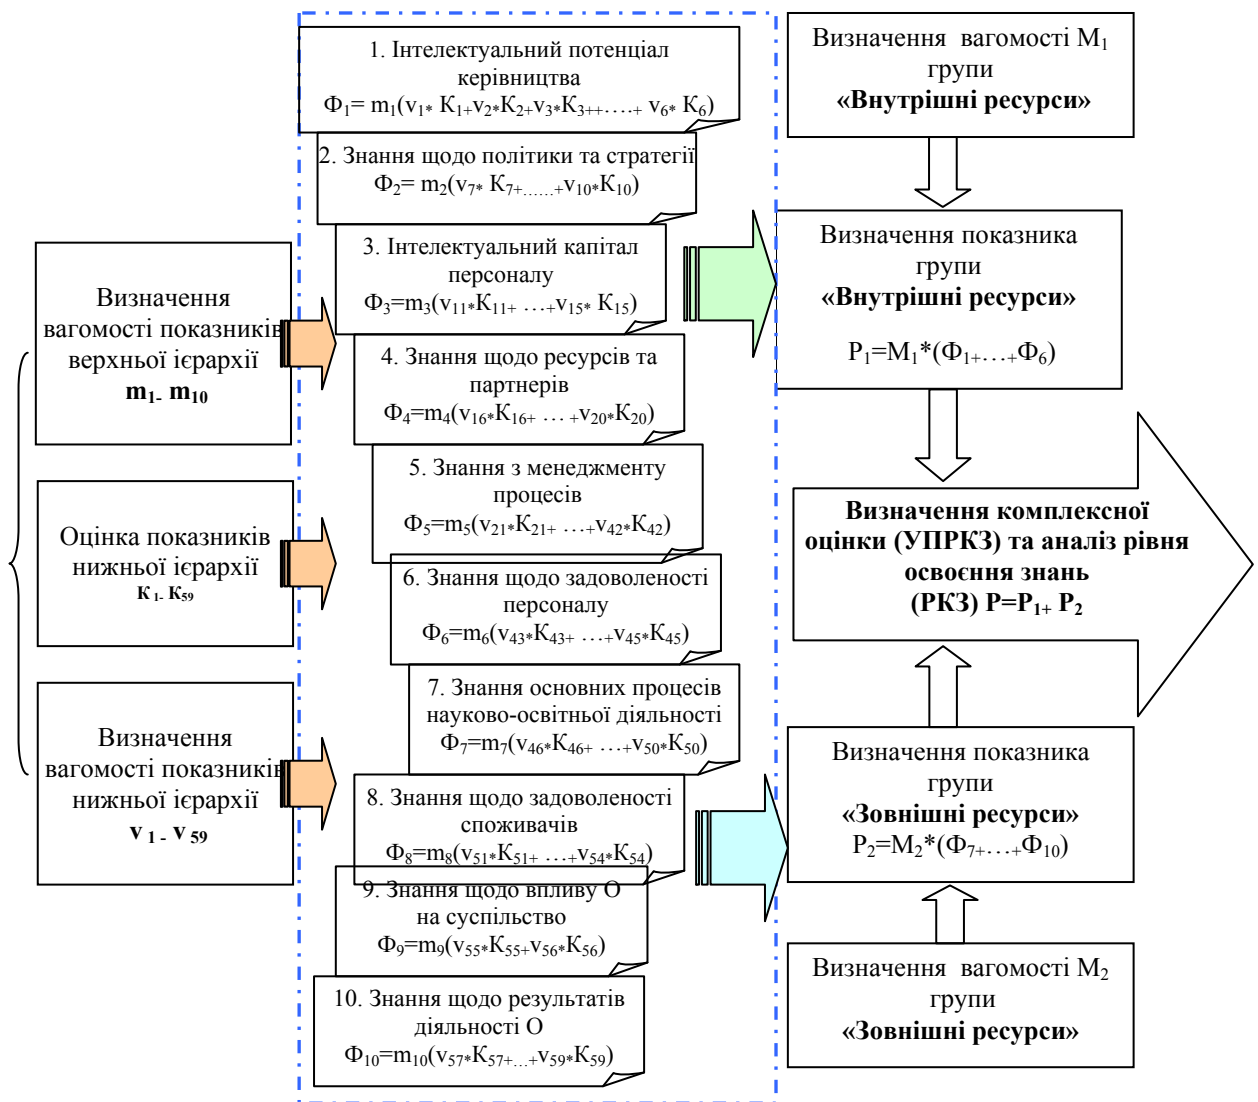 Визначення
вагомості показників
верхньої ієрархії
m1- m10
Оцінка показників
нижньої ієрархії
К 1- К59
Визначення
вагомості показників
нижньої ієрархії
v 1 - v 59
1. Інтелектуальний потенціал
керівництва
Ф1= m1(v1* К1+v2*К2+v3*К3++….+ v6* К6)
2. Знання щодо політики та стратегії
Ф2= m2(v7* К7+……+v10*К10)
3. Інтелектуальний капітал
персоналу
Ф3=m3(v11*К11+ …+v15* К15)
4. Знання щодо ресурсів та
партнерів
Ф4=m4(v16*К16+ … +v20*К20)
5. Знання з менеджменту
процесів
Ф5=m5(v21*К21+ …+v42*К42)
6. Знання щодо задоволеності
персоналу
Ф6=m6(v43*К43+ …+v45*К45)
7. Знання основних процесів
науково-освітньої діяльності
Ф7=m7(v46*К46+ …+v50*К50)
8. Знання щодо задоволеності
споживачів
Ф8=m8(v51*К51+ …+v54*К54)
9. Знання щодо впливу О
на суспільство
Ф9=m9(v55*К55+v56*К56)
10. Знання щодо результатів
діяльності О
Ф10=m10(v57*К57+…+v59*К59)
Визначення вагомості М1
групи
«Внутрішні ресурси»
Визначення показника
групи
«Внутрішні ресурси»
Р1=М1*(Ф1+…+Ф6)
Визначення комплексної
оцінки (УПРКЗ) та аналіз рівня
освоєння знань
(РКЗ) Р=Р1+ Р2
Визначення показника
групи
«Зовнішні ресурси»
Р2=М2*(Ф7+…+Ф10)
Визначення вагомості М2
групи
«Зовнішні ресурси»